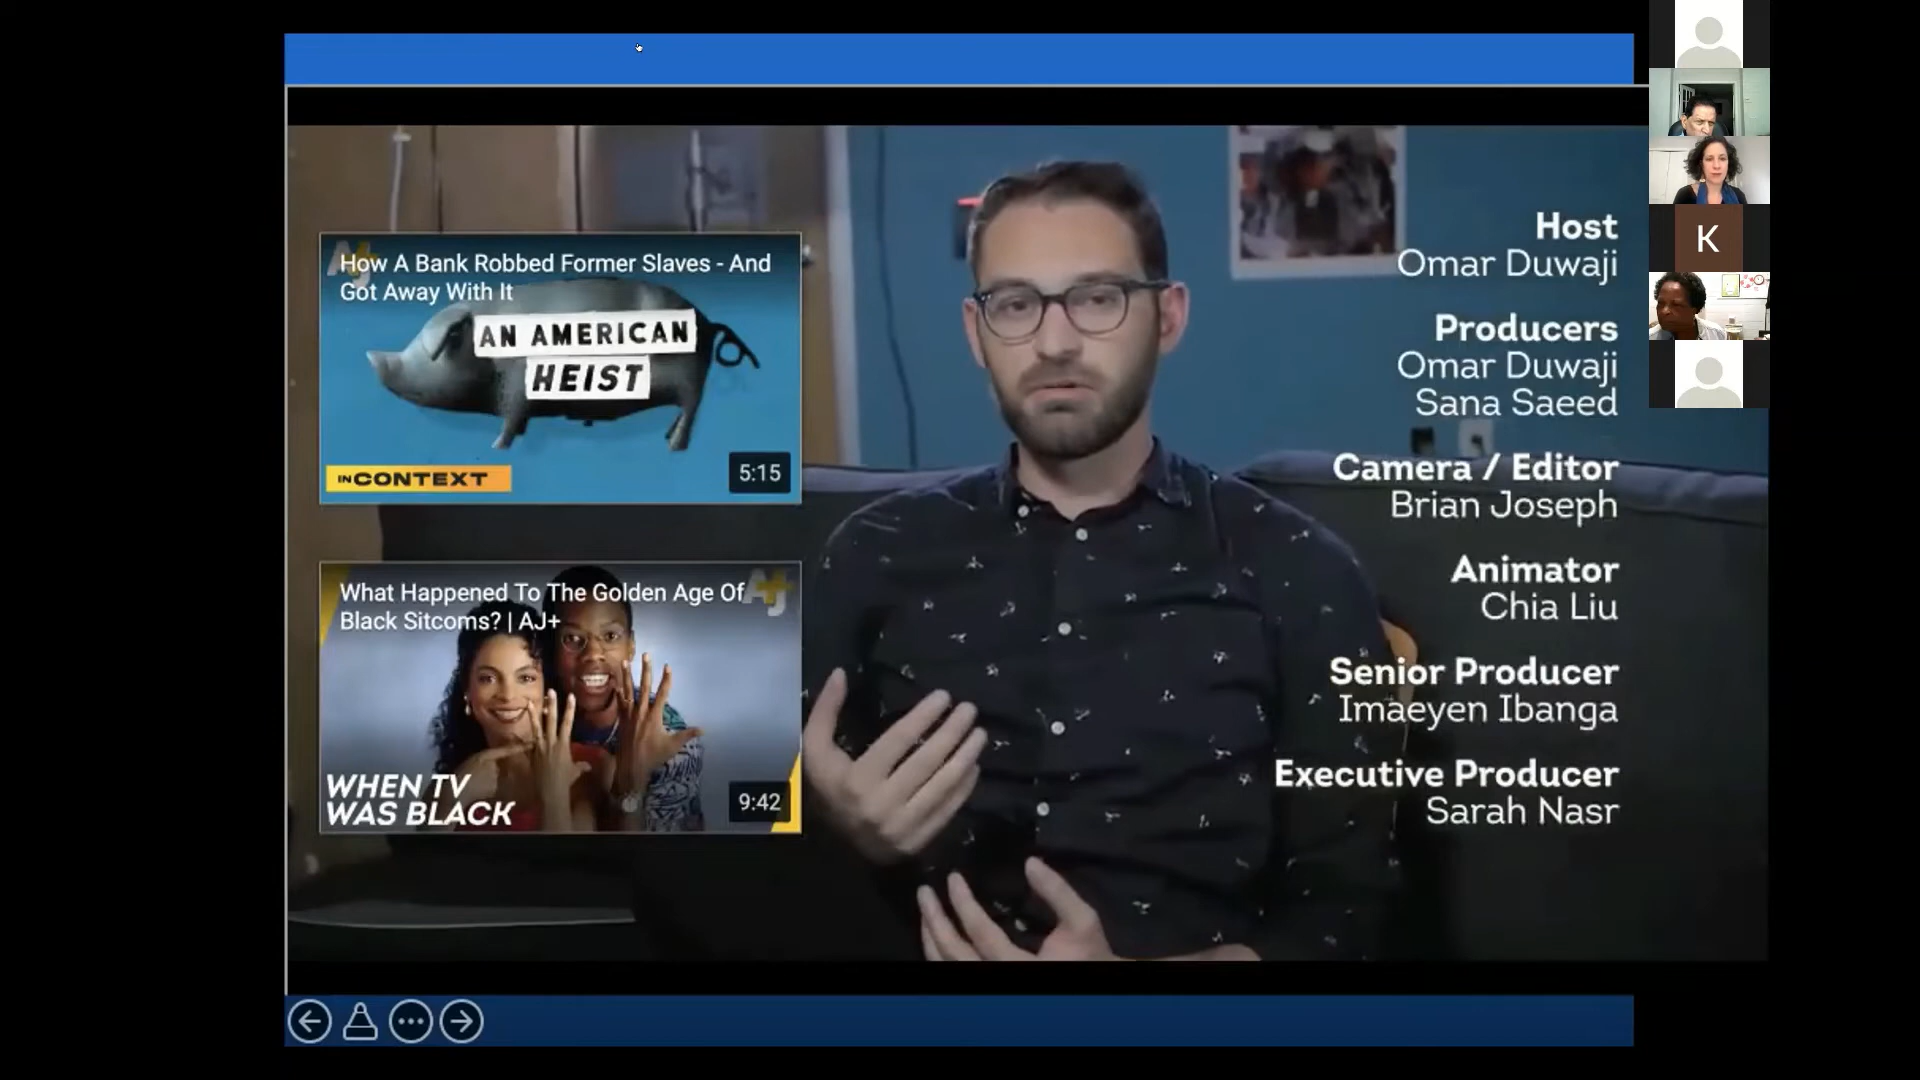 How A Bank Robbed Former Slaves - And
Got Away With It
AN AMERICAN
HEIST
INCONTEXT
5:15
What Happened To The Golden Age Of
Black Sitcoms? | AJ+
AJ+
WHEN TV
WAS BLACK
9:42
Host
Omar Duwaji
Producers
Omar Duwaji
Sana Saeed
Camera / Editor
Brian Joseph
Animator
Chia Liu
Senior Producer
Imaeyen Ibanga
Executive Producer
Sarah Nasr
K